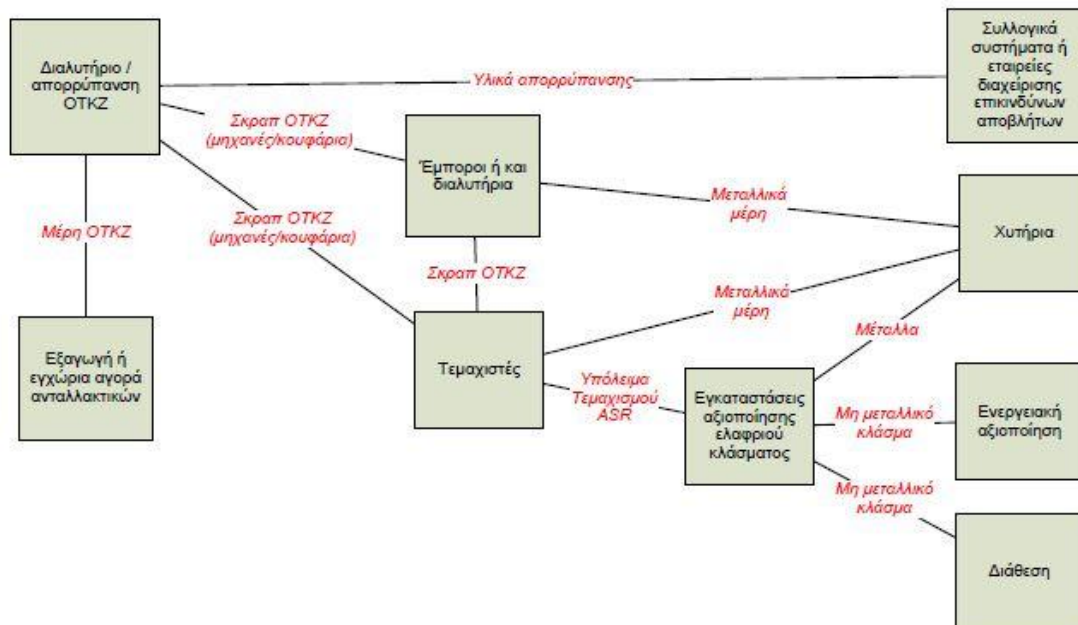 Διαλυτήριο /
απορρύπανση
ΟΤΚΖ
Υλικά απορρύπανσης
Συλλογικά
συστήματα ή
εταιρείες
διαχείρισης
επικινδύνων
αποβλήτων
Σκραπ ΟΤΚΖ
(μηχανές/κουφάρια)
Έμποροι ή και
διαλυτήρια
Μεταλλικά
μέρη
Χυτήρια
Μέρη ΟΤΚΖ
Σκραπ ΟΤΚΖ
(μηχανές/κουφάρια)
Σκραπ ΟΤΚΖ
Μεταλλικά
μέρη
Μέταλλα
Εξαγωγή ή
εγχώρια αγορά
ανταλλακτικών
Τεμαχιστές
Υπόλειμα
Τεμαχισμού
ASR
Εγκαταστάσεις
αξιοποίησης
ελαφριού
κλάσματος
Μη μεταλλικό
κλάσμα
Ενεργειακή
αξιοποίηση
Μη μεταλλικό
κλάσμα
Διάθεση